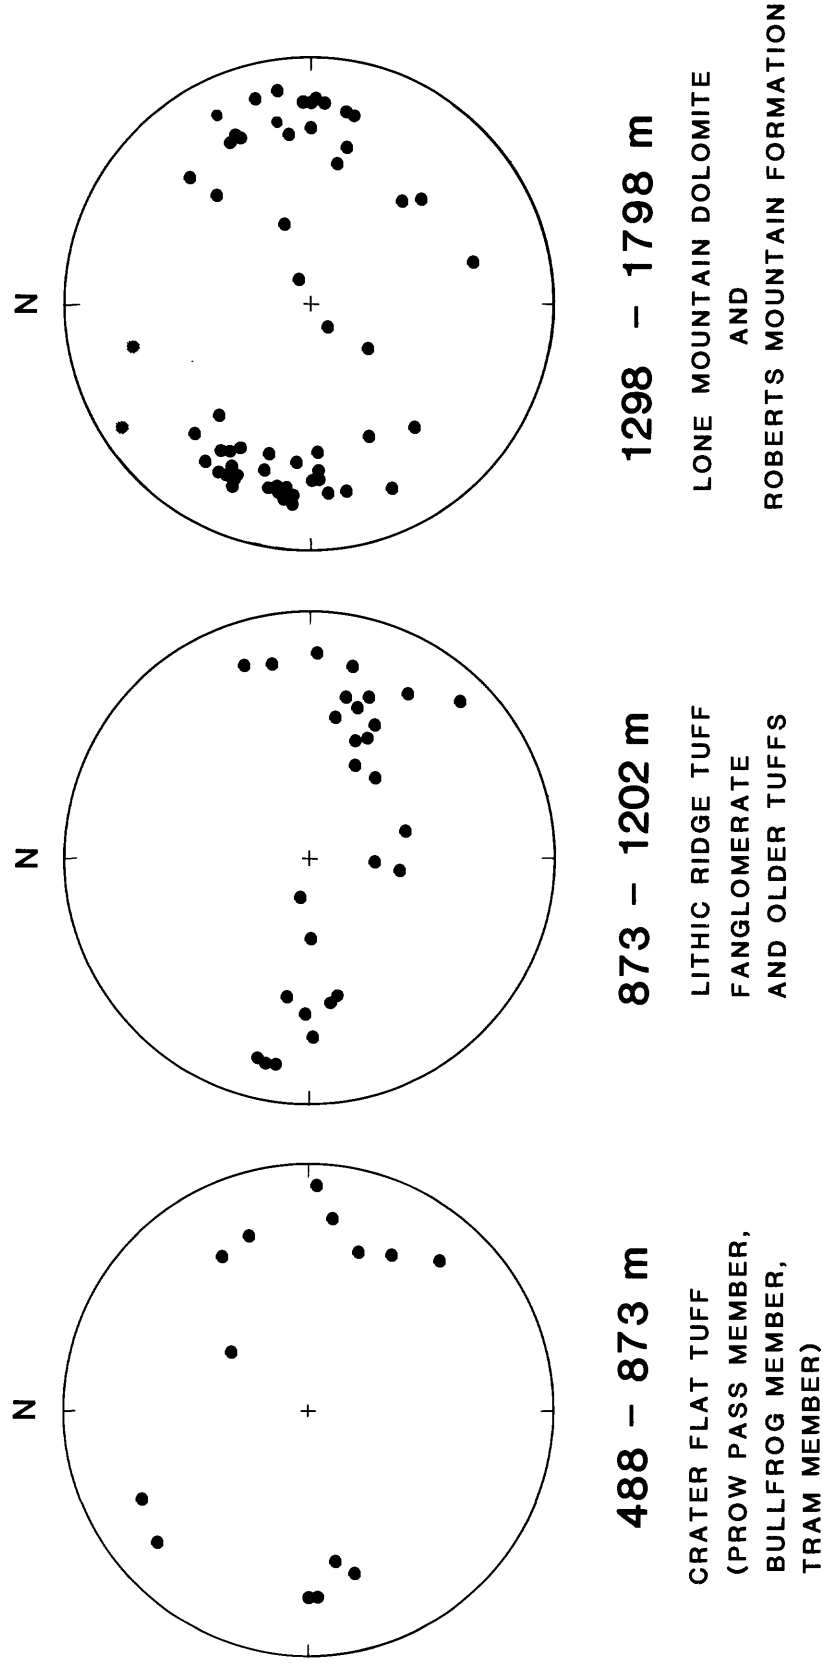 N
488 – 873 m
CRATER FLAT TUFF
(PROW PASS MEMBER,
BULLFROG MEMBER,
TRAM MEMBER)
N
873 – 1202 m
LITHIC RIDGE TUFF
FANGLOMERATE
AND OLDER TUFFS
N
1298 – 1798 m
LONE MOUNTAIN DOLOMITE
AND
ROBERTS MOUNTAIN FORMATION